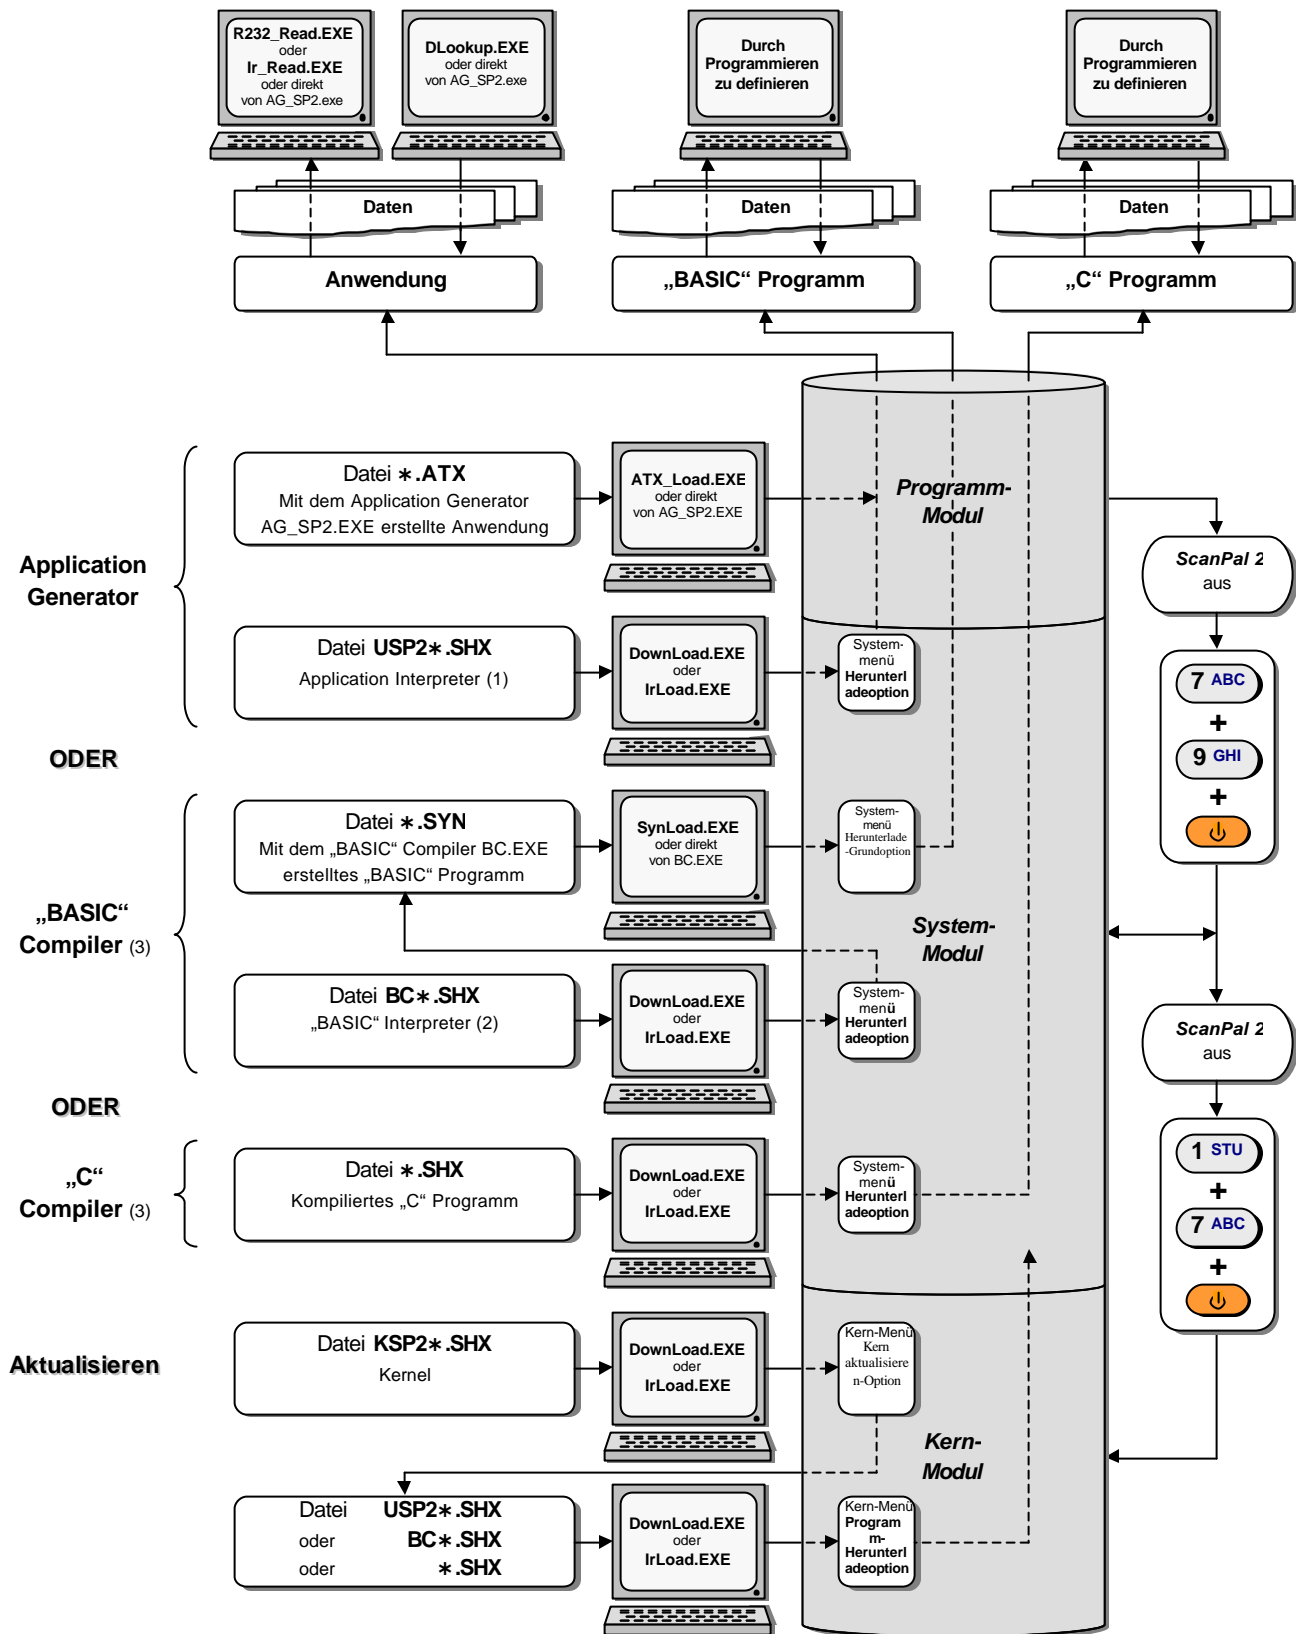 R232_Read.EXE
oder
Ir_Read.EXE
oder direkt
von AG_SP2.exe
DLookup.EXE
oder direkt
von AG_SP2.exe
Durch
Programmieren
zu definieren
Durch
Programmieren
zu definieren
Daten
Daten
Daten
Anwendung
„BASIC“ Programm
„C“ Programm
Application
Generator
Datei *.ATX
Mit dem Application Generator
AG_SP2.EXE erstellte Anwendung
ATX_Load.EXE
oder direkt
von AG_SP2.EXE
Programm-
Modul
ScanPal 2
aus
Datei USP2*.SHX
Application Interpreter (1)
DownLoad.EXE
oder
IrLoad.EXE
System-
menü
Herunterl
adeoption
7 ABC
+
9 GHI
+
ODER
„BASIC“
Compiler (3)
Datei *.SYN
Mit dem „BASIC“ Compiler BC.EXE
erstelltes „BASIC“ Programm
SynLoad.EXE
oder direkt
von BC.EXE
System-
menü
Herunterlade
-Grundoption
System-
Modul
Datei BC*.SHX
„BASIC“ Interpreter (2)
DownLoad.EXE
oder
IrLoad.EXE
System-
menü
Herunterl
adeoption
ScanPal 2
aus
ODER
„C“
Compiler (3)
Datei *.SHX
Kompiliertes „C“ Programm
DownLoad.EXE
oder
IrLoad.EXE
System-
menü
Herunterl
adeoption
1 STU
+
7 ABC
+
Aktualisieren
Datei KSP2*.SHX
Kernel
DownLoad.EXE
oder
IrLoad.EXE
Kern-Menü
Kern
aktualisiere
n-Option
Kern-
Modul
Datei USP2*.SHX
oder BC*.SHX
oder *.SHX
DownLoad.EXE
oder
IrLoad.EXE
Kern-Menü
Program
m-
Herunterl
adeoption